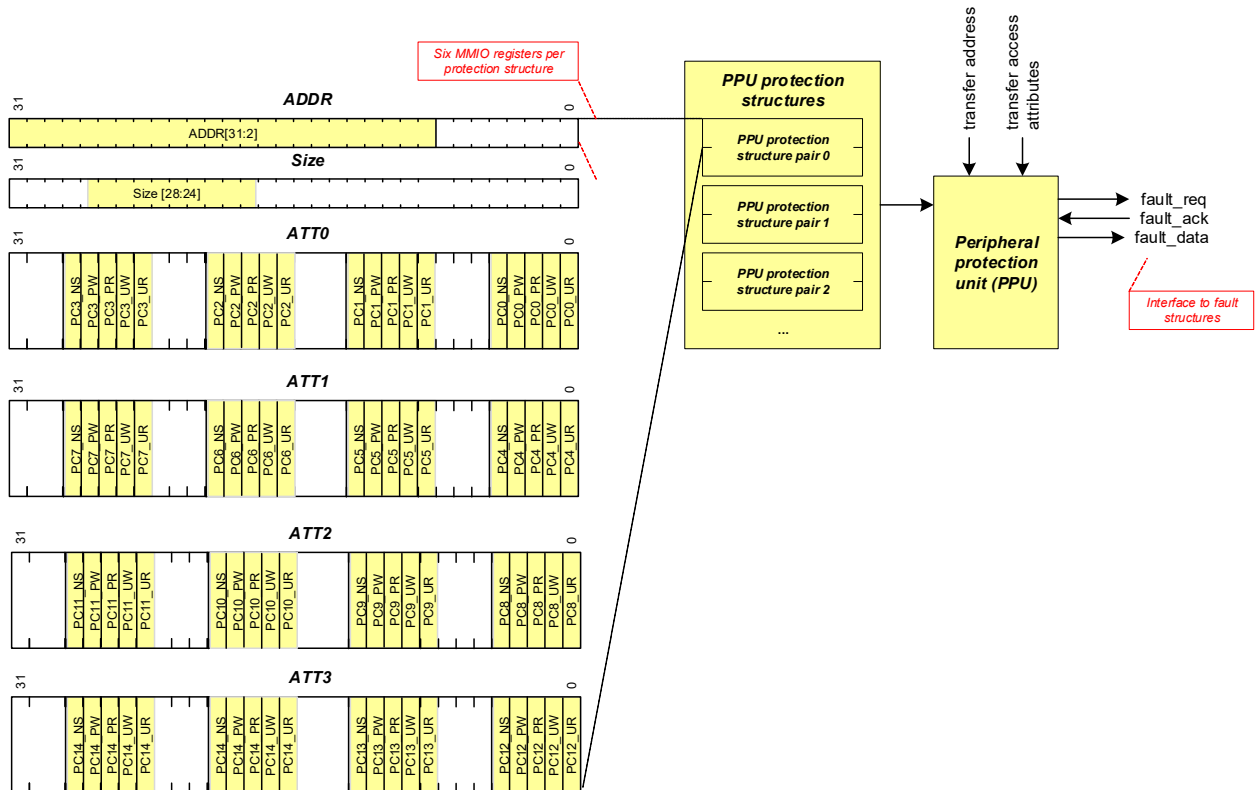 Six MMIO registers per
protection structure
31
ADDR
0
ADDR[31:2]
31
Size
0
Size [28:24]
31
ATT0
0
PC3_NS
PC3_PW
PC3_PR
PC3_UW
PC3_UR
PC2_NS
PC2_PW
PC2_PR
PC2_UW
PC2_UR
PC1_NS
PC1_PW
PC1_PR
PC1_UW
PC1_UR
PC0_NS
PC0_PW
PC0_PR
PC0_UW
PC0_UR
31
ATT1
0
PC7_NS
PC7_PW
PC7_PR
PC7_UW
PC7_UR
PC6_NS
PC6_PW
PC6_PR
PC6_UW
PC6_UR
PC5_NS
PC5_PW
PC5_PR
PC5_UW
PC5_UR
PC4_NS
PC4_PW
PC4_PR
PC4_UW
PC4_UR
31
ATT2
0
PC11_NS
PC11_PW
PC11_PR
PC11_UW
PC11_UR
PC10_NS
PC10_PW
PC10_PR
PC10_UW
PC10_UR
PC9_NS
PC9_PW
PC9_PR
PC9_UW
PC9_UR
PC8_NS
PC8_PW
PC8_PR
PC8_UW
PC8_UR
31
ATT3
0
PC14_NS
PC14_PW
PC14_PR
PC14_UW
PC14_UR
PC14_NS
PC14_PW
PC14_PR
PC14_UW
PC14_UR
PC13_NS
PC13_PW
PC13_PR
PC13_UW
PC13_UR
PC12_NS
PC12_PW
PC12_PR
PC12_UW
PC12_UR
PPU protection
structures
PPU protection
structure pair 0
PPU protection
structure pair 1
PPU protection
structure pair 2
...
transfer address
transfer access
attributes
Peripheral
protection
unit (PPU)
fault_req
fault_ack
fault_data
Interface to fault
structures